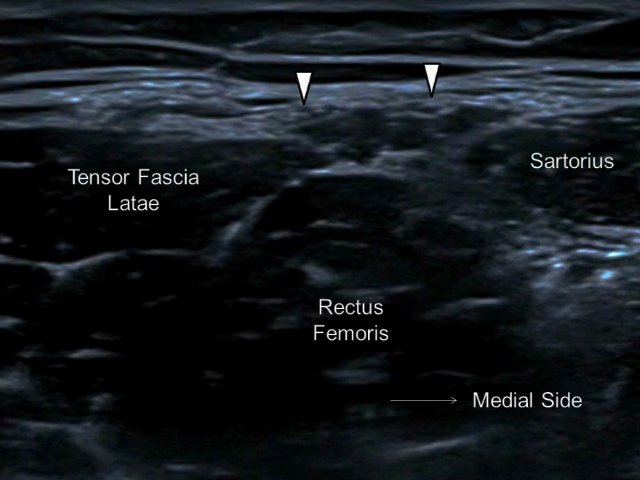 Tensor Fascia
Latae
Sartorius
Rectus
Femoris
Medial Side